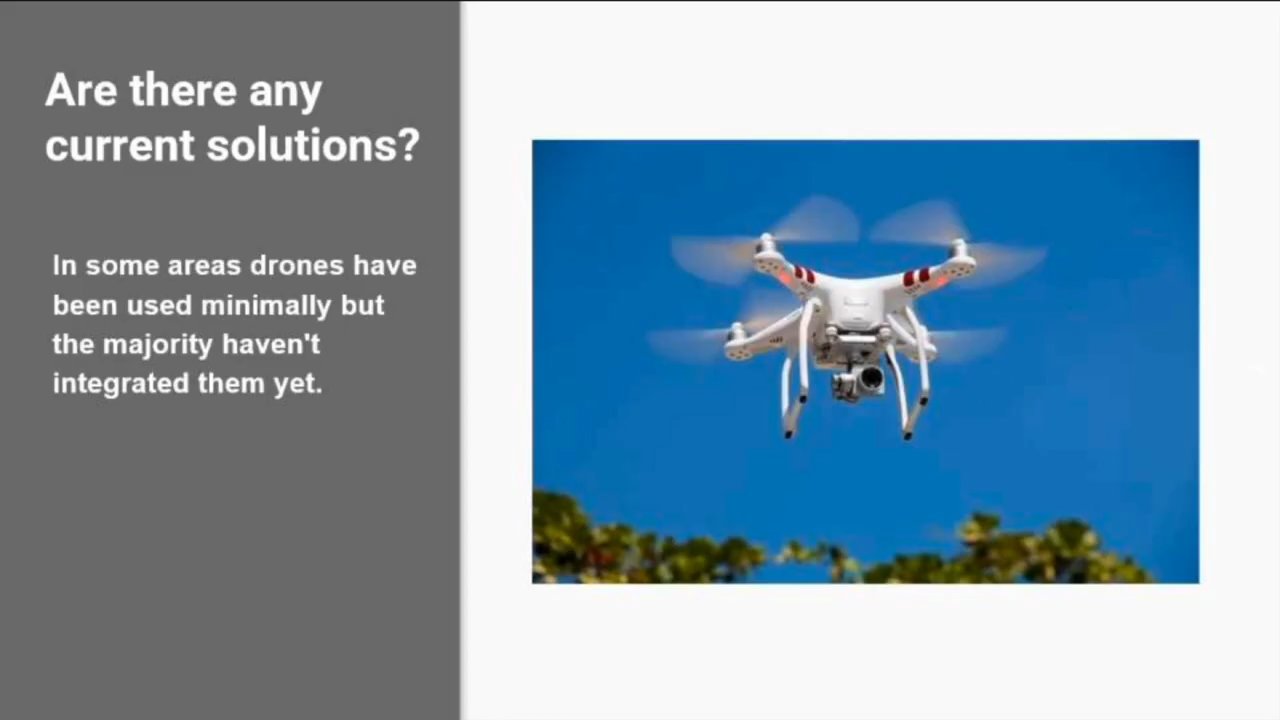 Are there any
current solutions?
In some areas drones have
been used minimally but
the majority haven't
integrated them yet.